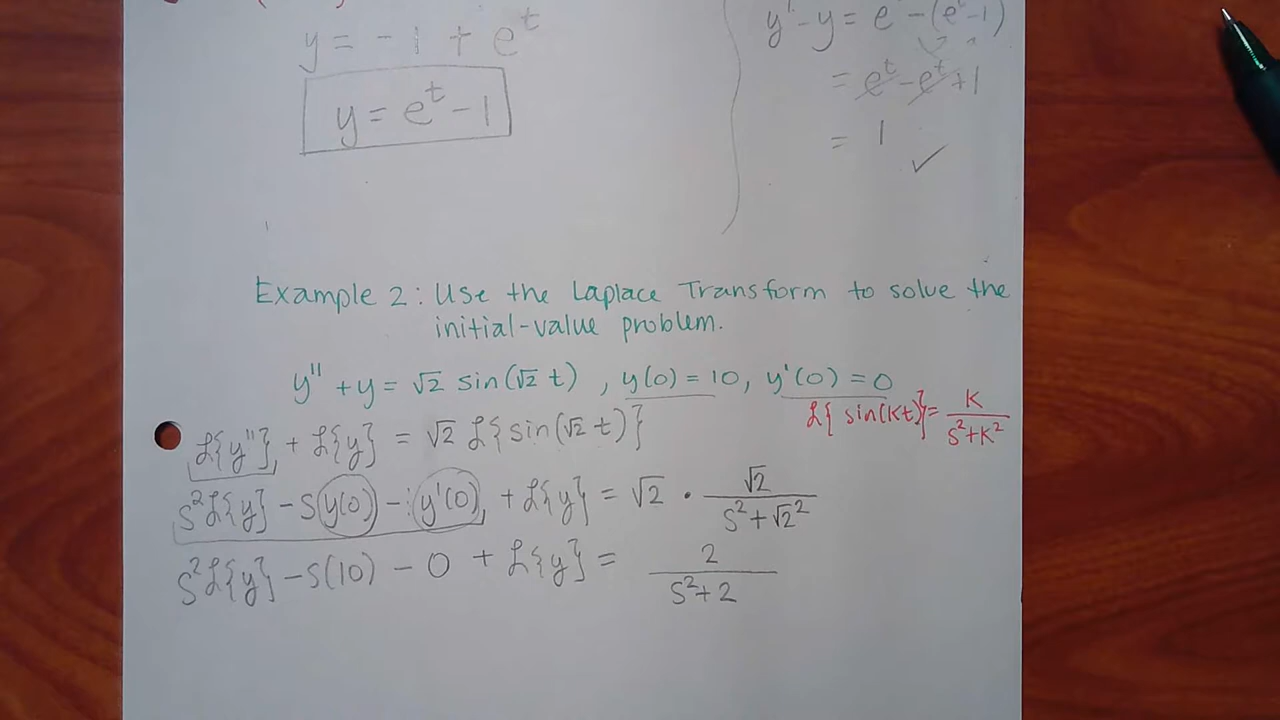 y = -1 + e^t
y = e^t - 1
y' - y = e^t - (e^t - 1)
= e^t - e^t + 1
= 1 ✓
Example 2: Use the Laplace Transform to solve the
initial-value problem.
y'' + y = √2 sin(√2 t), y(0) = 10, y'(0) = 0
ℒ{sin(kt)} = k/(s²+k²)
ℒ{y''} + ℒ{y} = √2 ℒ{sin(√2 t)}
s²ℒ{y} - s y(0) - y'(0) + ℒ{y} = √2 · √2/(s²+√2²)
s²ℒ{y} - s(10) - 0 + ℒ{y} = 2/(s²+2)